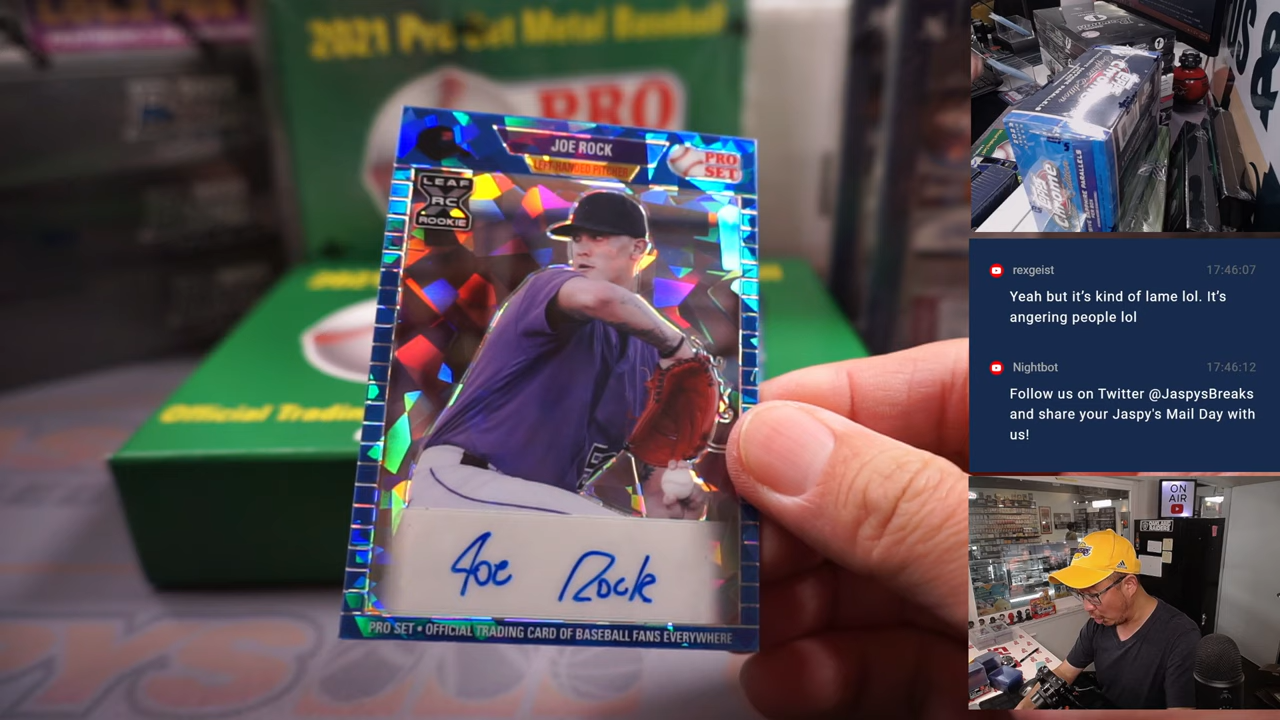 2021 Pro Set Metal Baseball
PRO
Official Trading
JOE ROCK
LEFT-HANDED PITCHER
PRO
SET
LEAF
RC
ROOKIE
Joe Rock
PRO SET • OFFICIAL TRADING CARD OF BASEBALL FANS EVERYWHERE
US &
chrome
rexgeist 17:46:07
Yeah but it’s kind of lame lol. It’s
angering people lol
Nightbot 17:46:12
Follow us on Twitter @JaspysBreaks
and share your Jaspy's Mail Day with
us!
ON
AIR